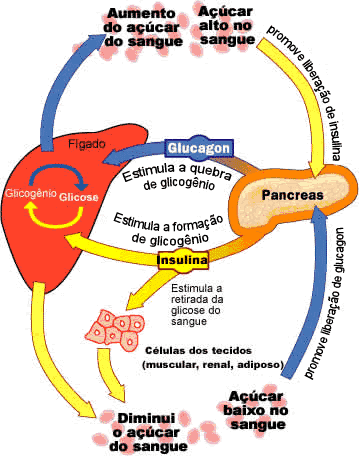 Aumento
do açúcar
do sangue
Açúcar
alto no
sangue
promove liberação de insulina
Fígado
Glucagon
Estimula a quebra
de glicogênio
Glicogênio
Glicose
Pancreas
Estimula a formação
de glicogênio
Insulina
Estimula a
retirada da
glicose do
sangue
promove liberação de glucagon
Células dos tecidos
(muscular, renal, adiposo)
Açúcar
baixo no
sangue
Diminui
o açúcar
do sangue